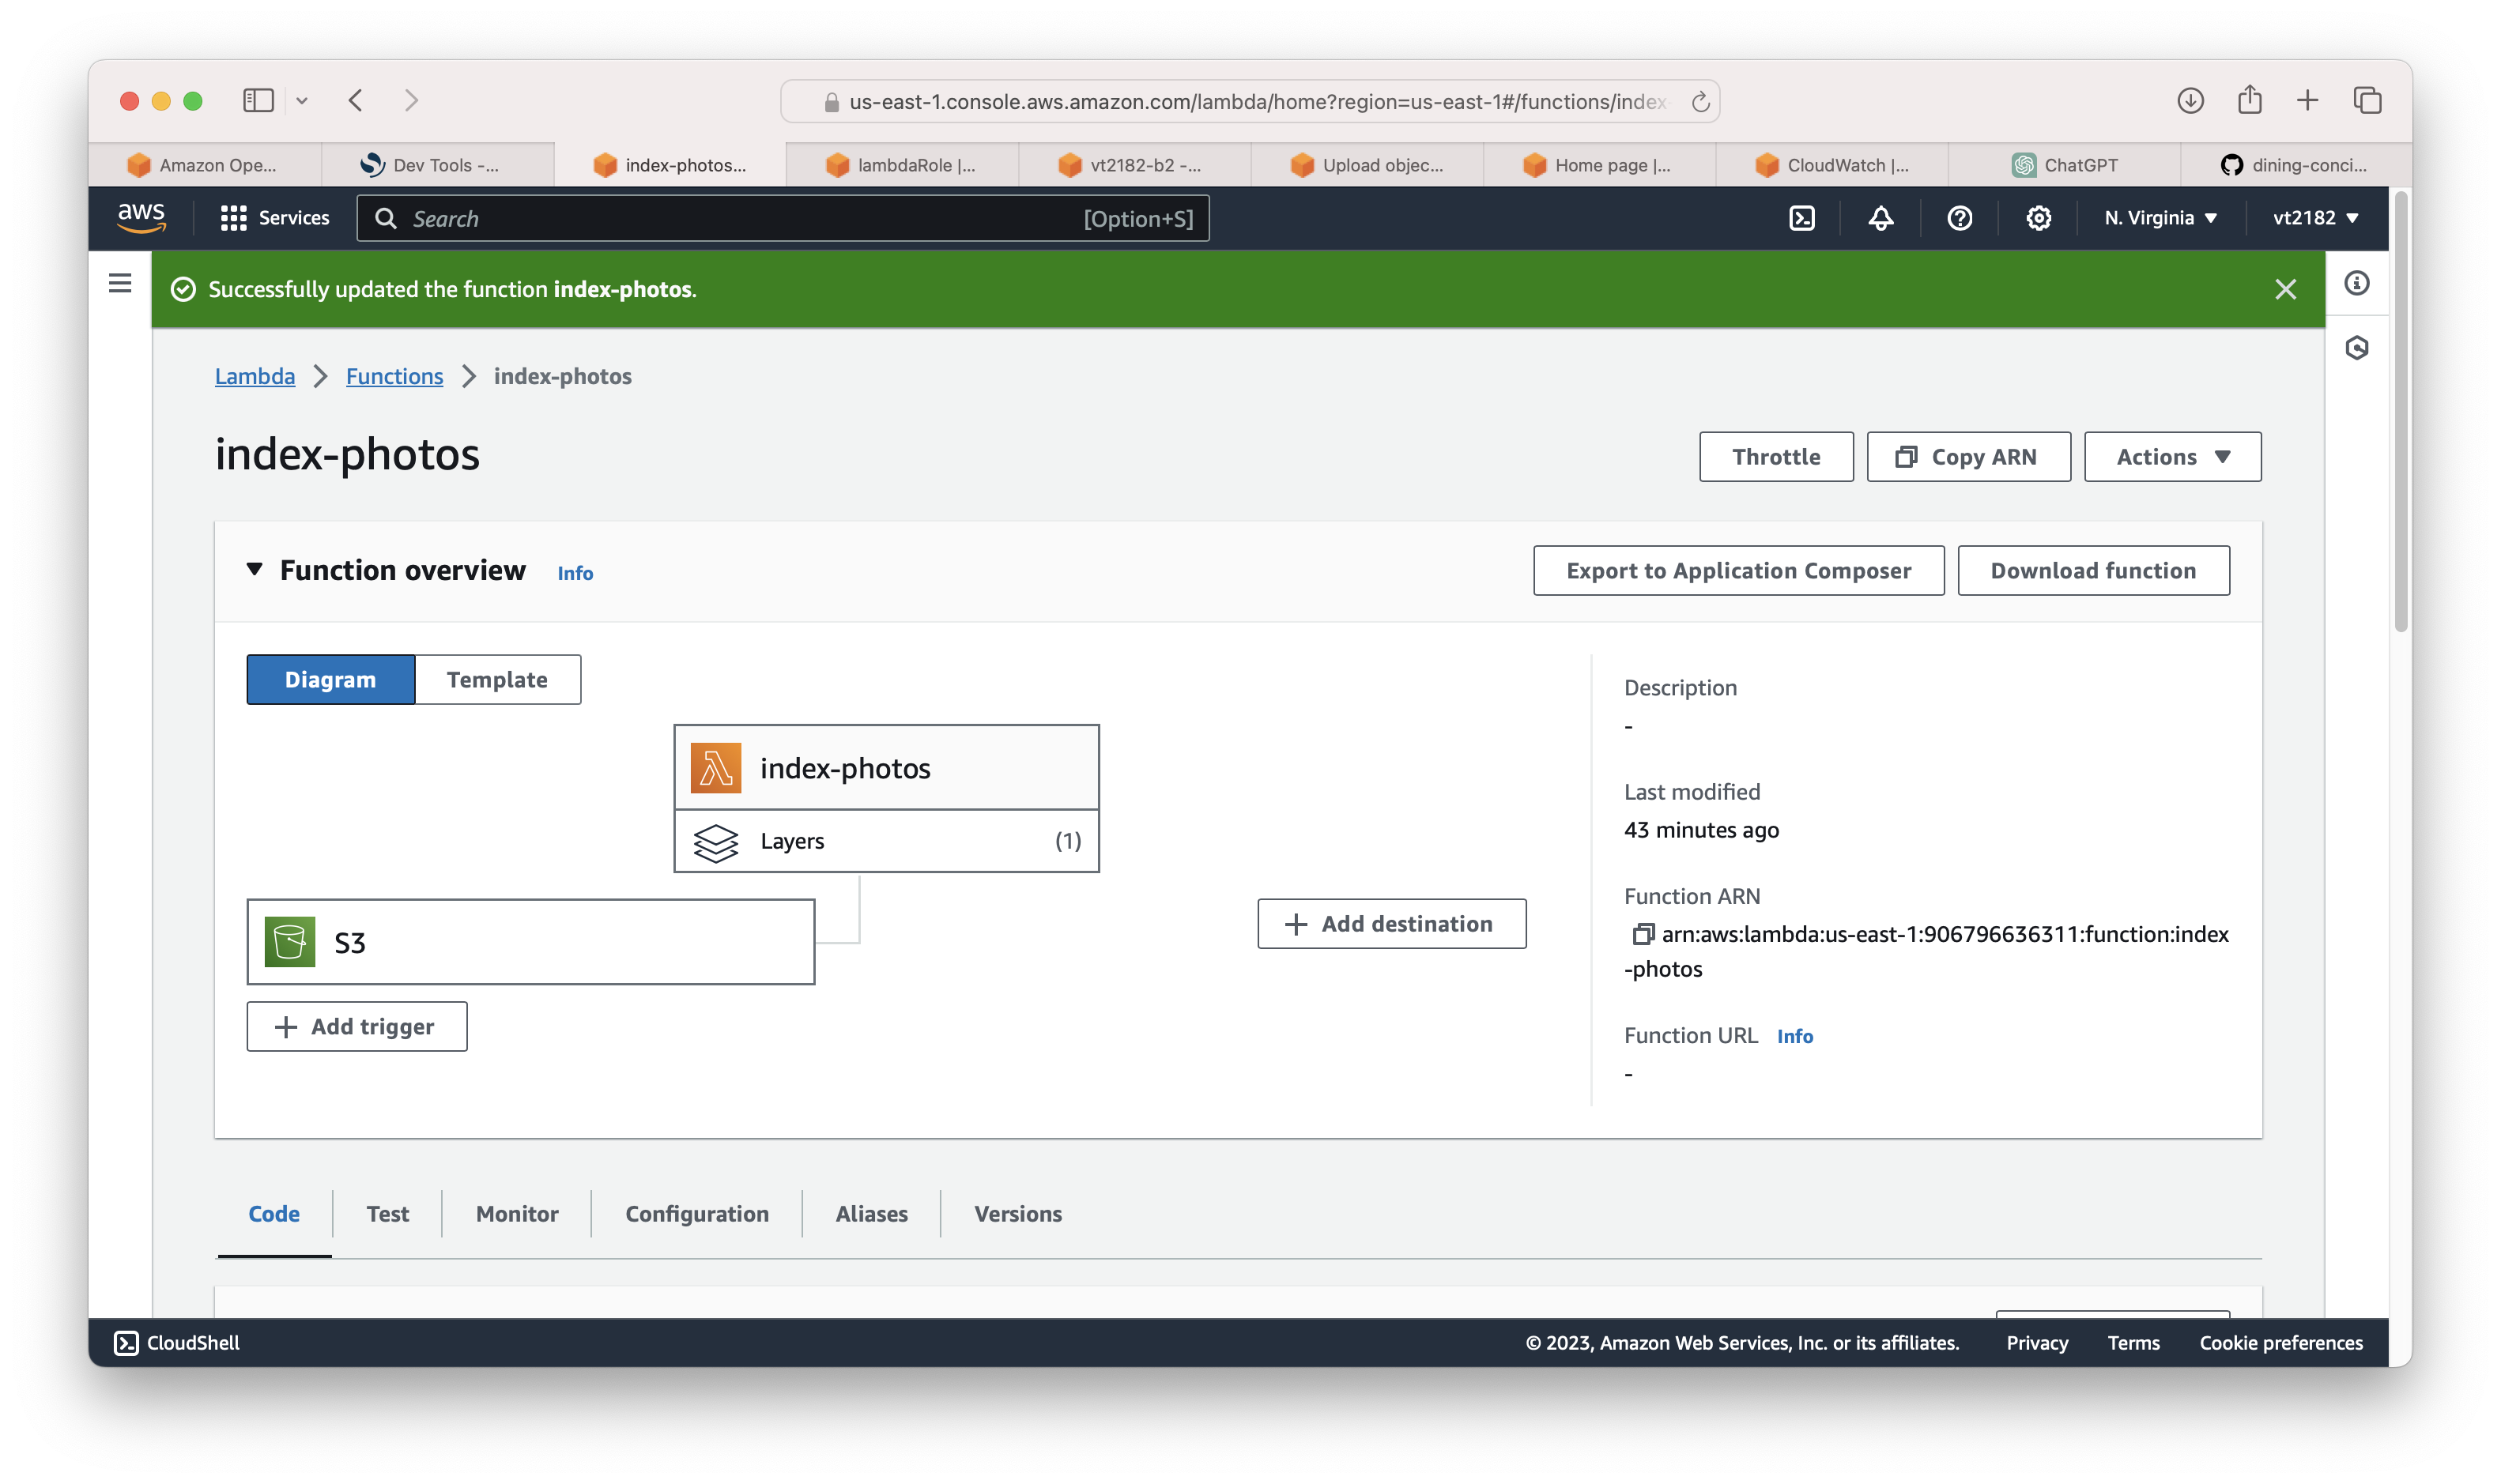 us-east-1.console.aws.amazon.com/lambda/home?region=us-east-1#/functions/index-
Amazon Ope...
Dev Tools -...
index-photos...
lambdaRole |...
vt2182-b2 -...
Upload objec...
Home page |...
CloudWatch |...
ChatGPT
dining-conci...
aws
Services
Search
[Option+S]
N. Virginia
vt2182
Successfully updated the function index-photos.
Lambda
Functions
index-photos
index-photos
Throttle
Copy ARN
Actions
Function overview
Info
Export to Application Composer
Download function
Diagram
Template
index-photos
Layers
(1)
S3
Add trigger
Add destination
Description
-
Last modified
43 minutes ago
Function ARN
arn:aws:lambda:us-east-1:906796636311:function:index
-photos
Function URL
Info
-
Code
Test
Monitor
Configuration
Aliases
Versions
CloudShell
© 2023, Amazon Web Services, Inc. or its affiliates.
Privacy
Terms
Cookie preferences